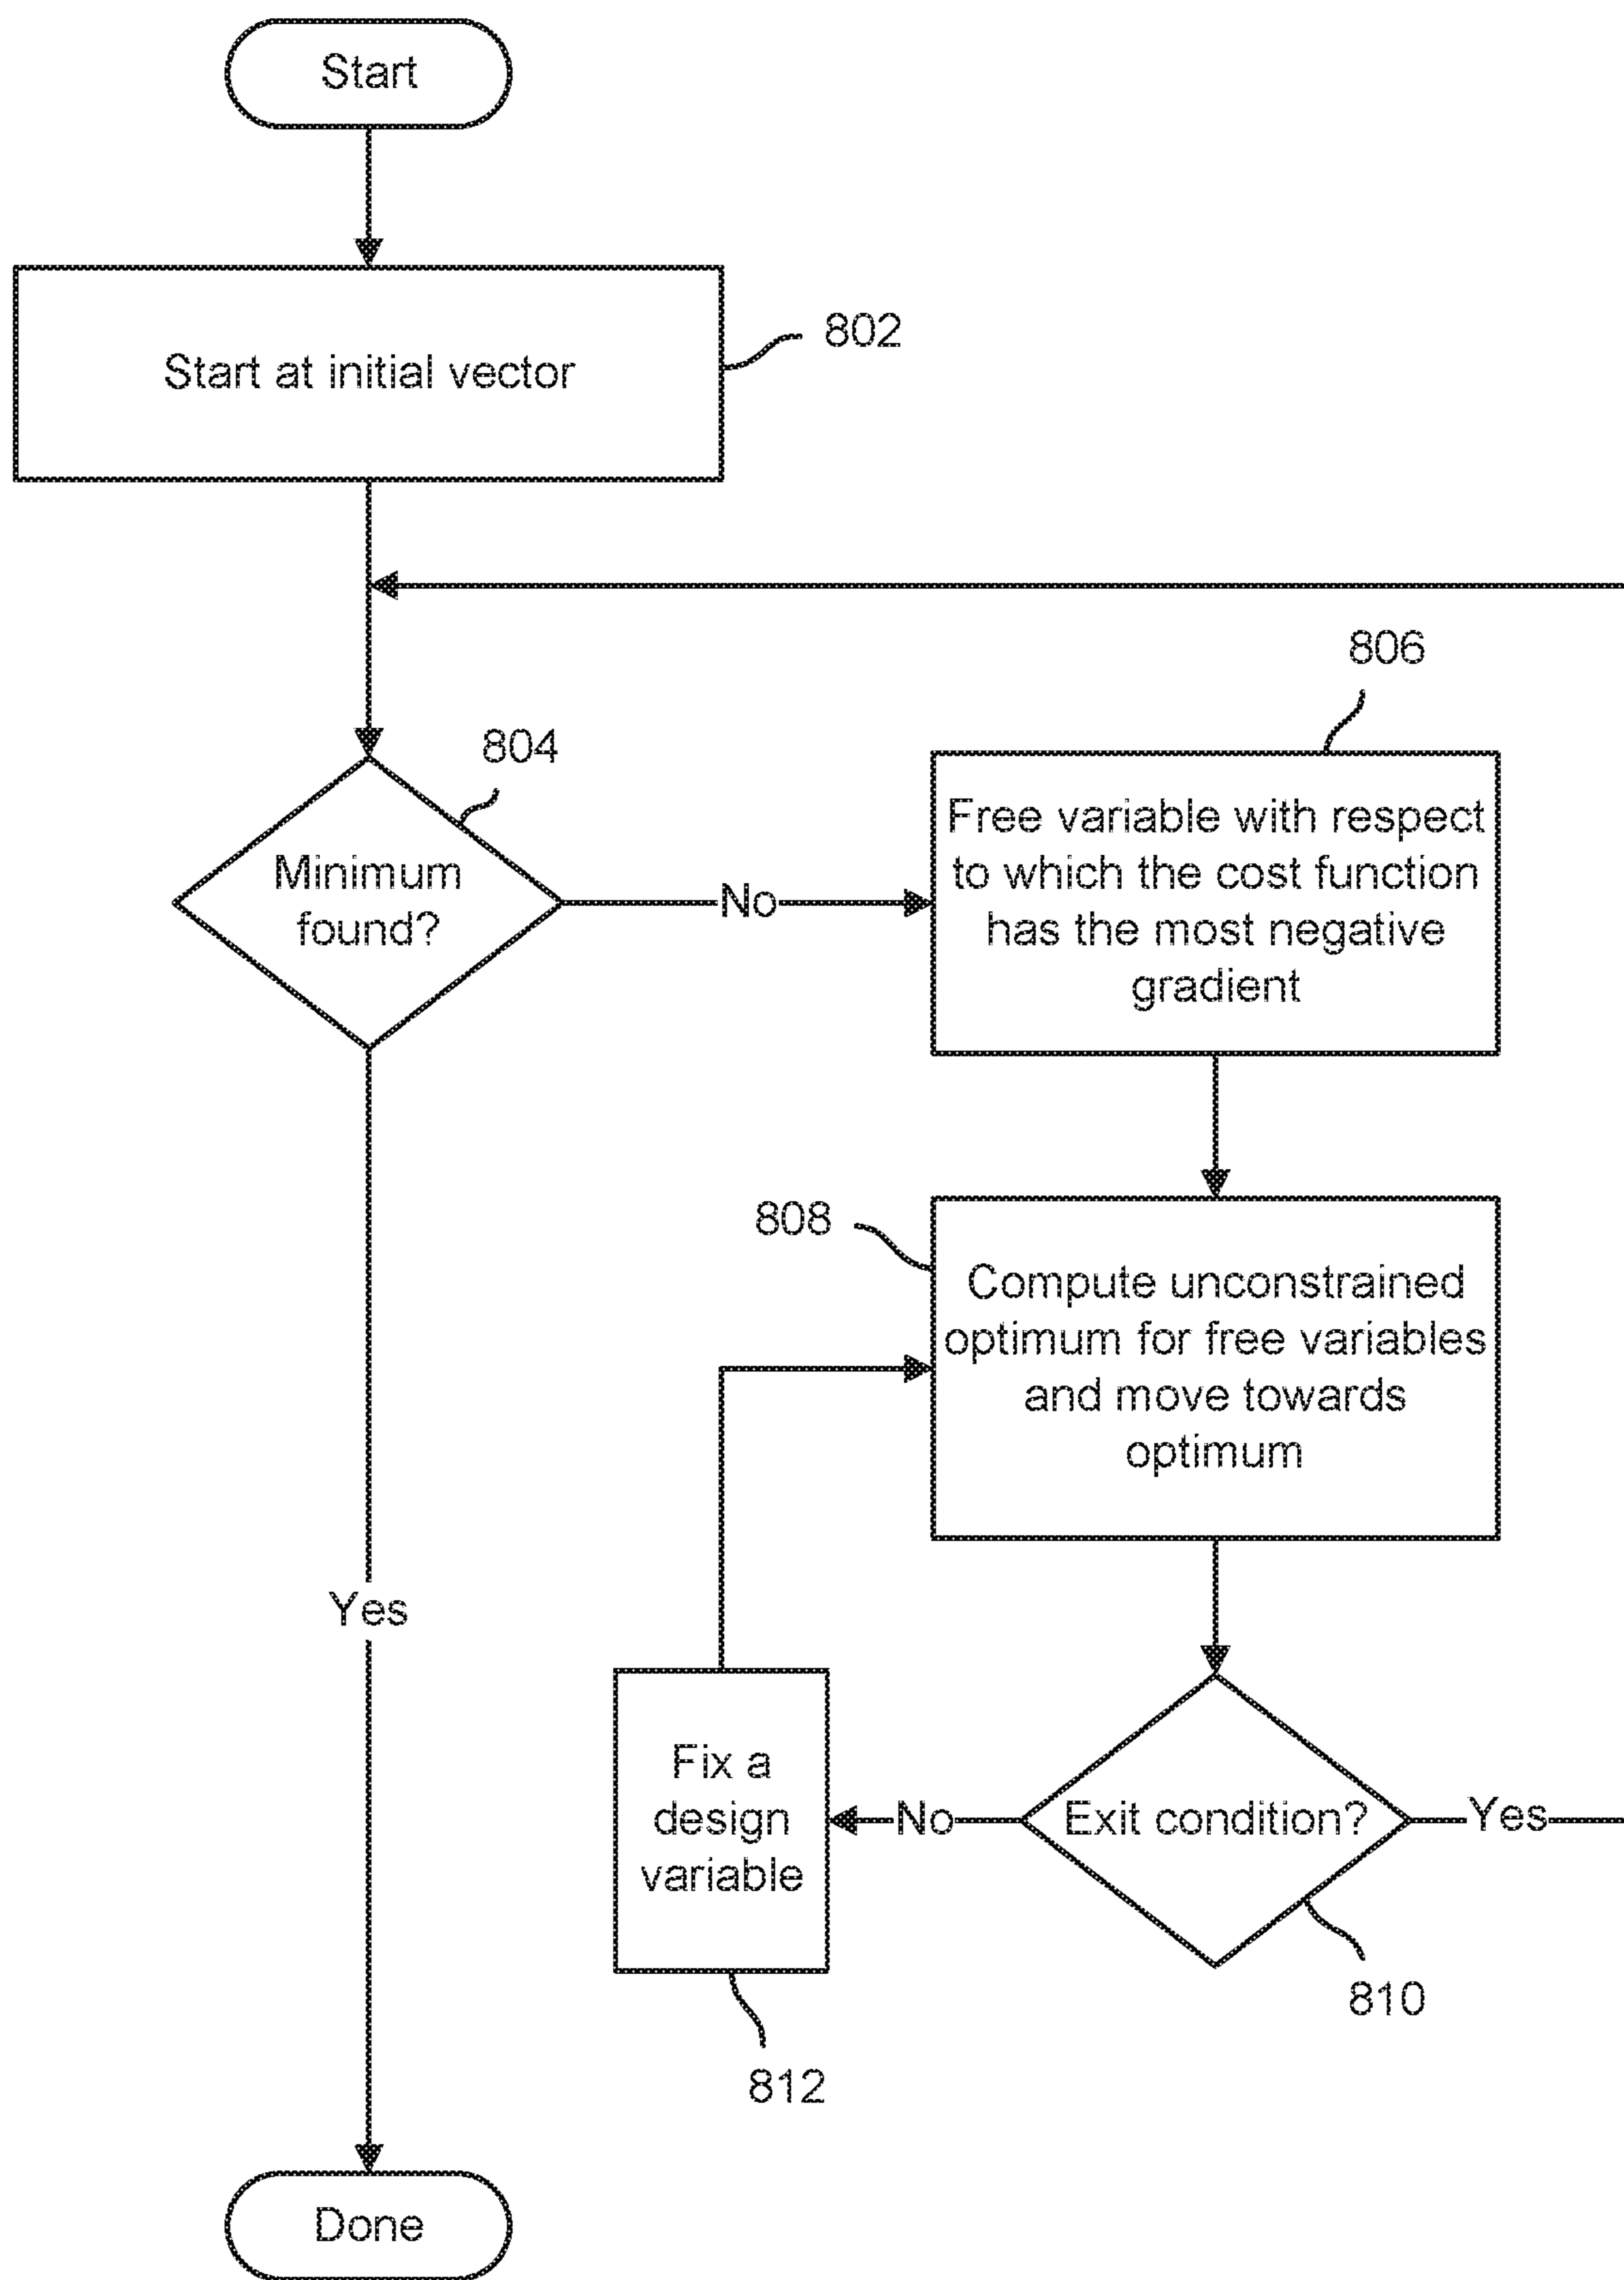 Start
802
Start at initial vector
806
804
Free variable with respect
to which the cost function
has the most negative
gradient
Minimum
found?
No
808
Compute unconstrained
optimum for free variables
and move towards
optimum
Yes
Fix a
design
variable
No
Exit condition?
Yes
810
812
Done